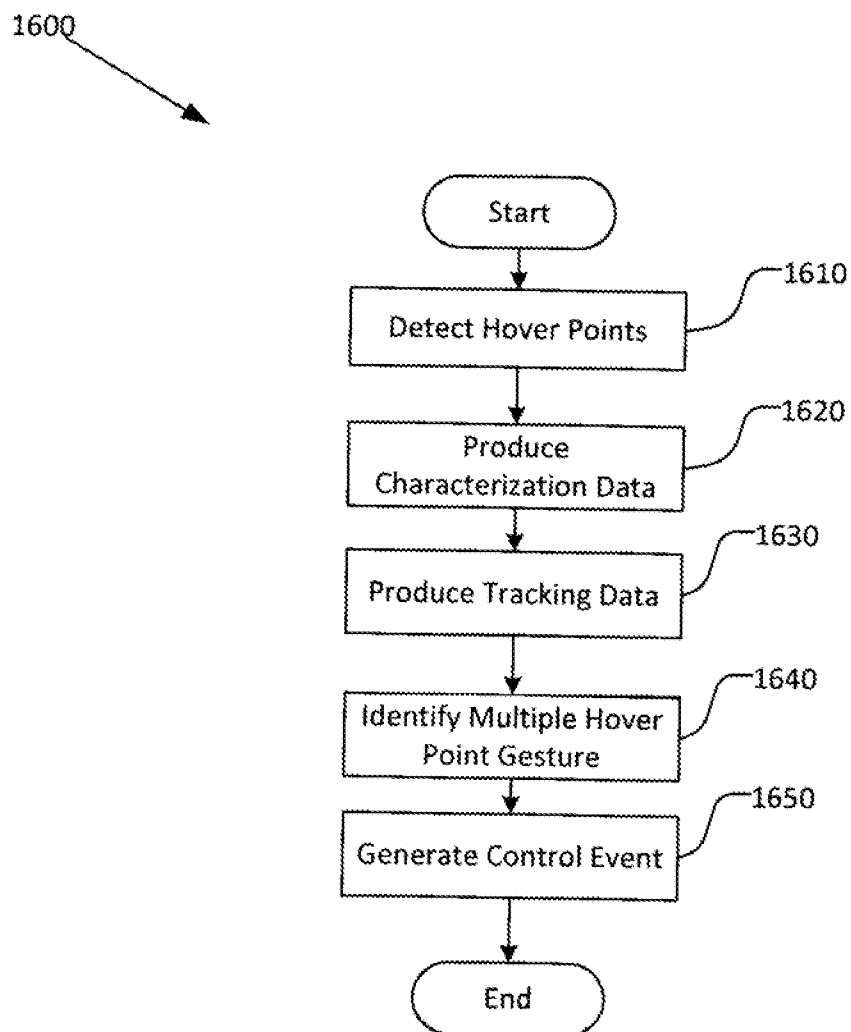 1600
Start
1610
Detect Hover Points
1620
Produce
Characterization Data
1630
Produce Tracking Data
1640
Identify Multiple Hover
Point Gesture
1650
Generate Control Event
End